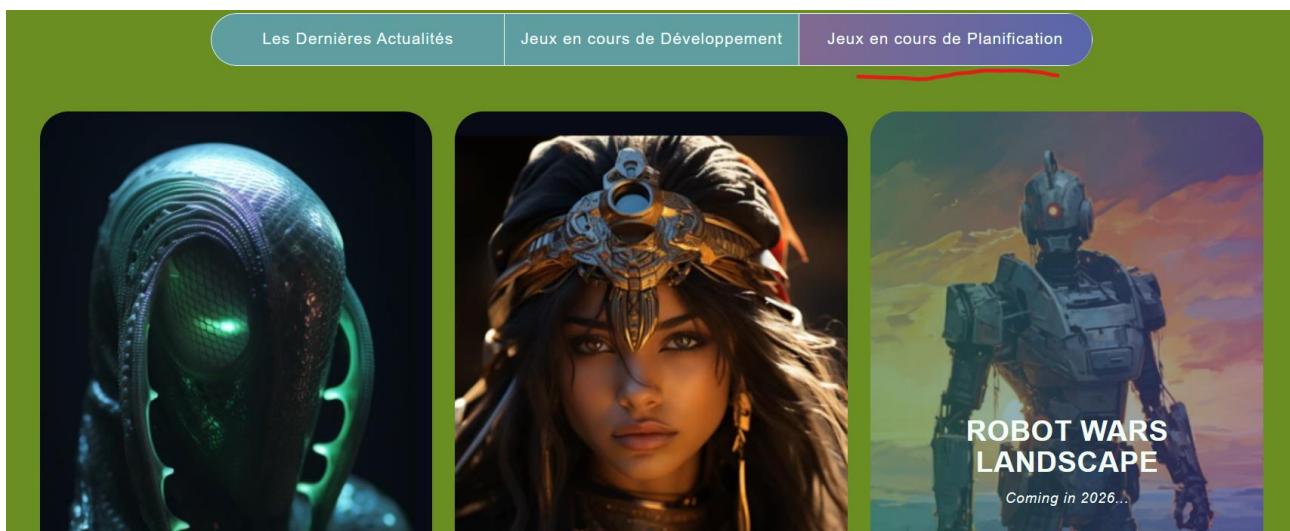 Les Dernières Actualités
Jeux en cours de Développement
Jeux en cours de Planification
ROBOT WARS
LANDSCAPE
Coming in 2026...